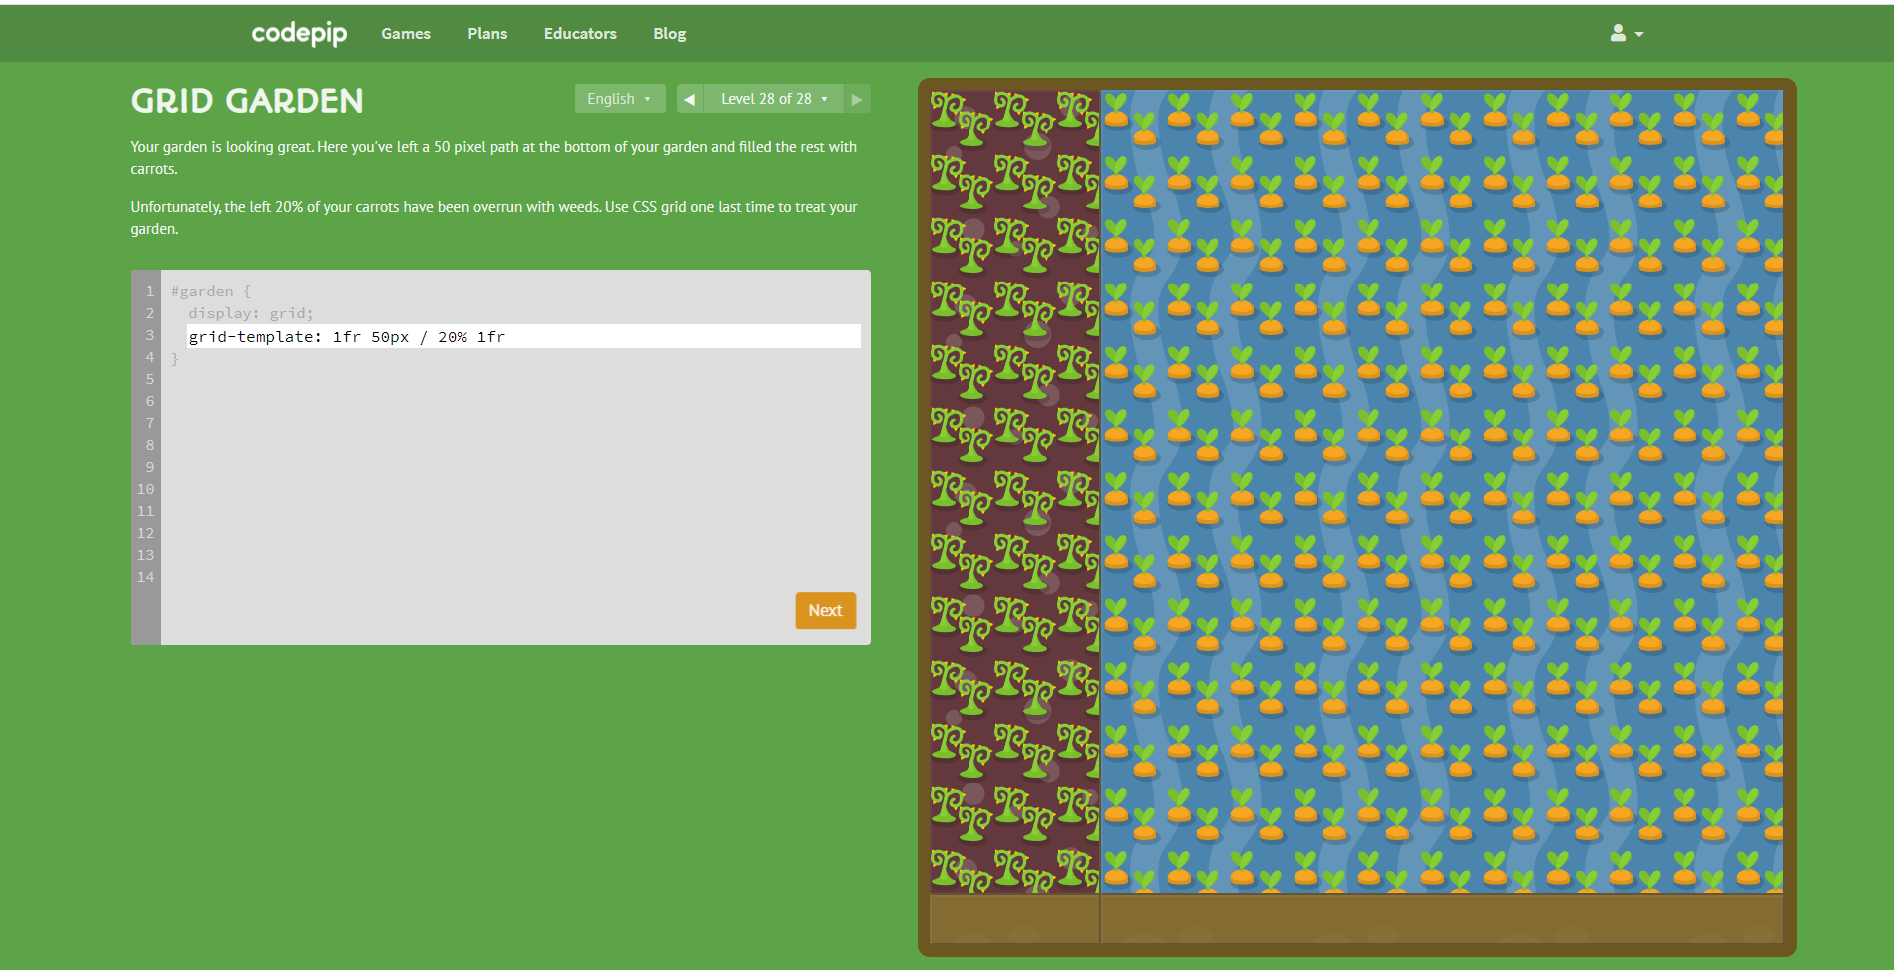 codepip Games Plans Educators Blog
GRID GARDEN
English ▾ ◀ Level 28 of 28 ▾ ▶
Your garden is looking great. Here you've left a 50 pixel path at the bottom of your garden and filled the rest with
carrots.
Unfortunately, the left 20% of your carrots have been overrun with weeds. Use CSS grid one last time to treat your
garden.
1 #garden {
2 display: grid;
3 grid-template: 1fr 50px / 20% 1fr
4 }
5
6
7
8
9
10
11
12
13
14
Next